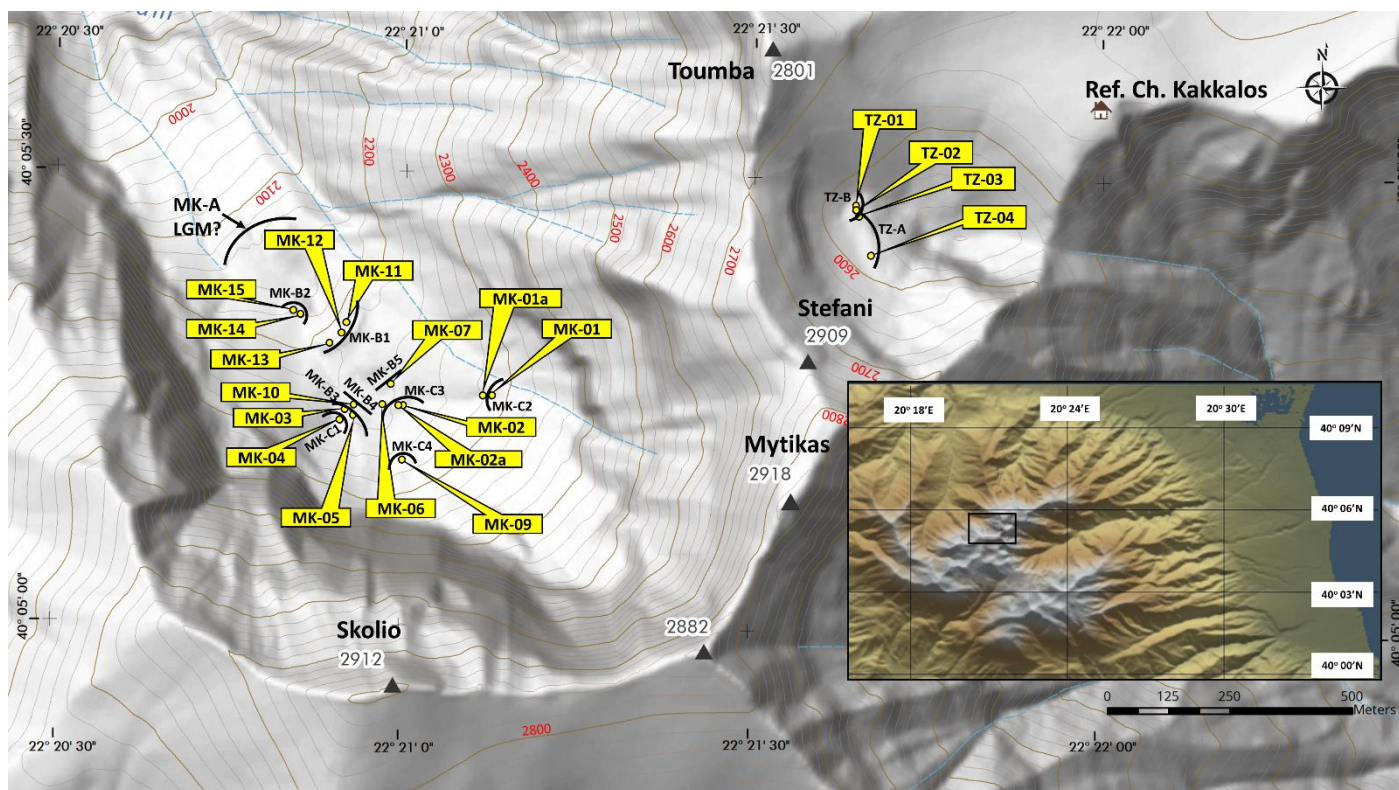 22° 20' 30"
22° 21' 0"
22° 21' 30"
22° 22' 00"
Toumba
2801
Ref. Ch. Kakkalos
N
40° 05' 30"
2000
2100
2200
2300
2400
2500
2600
2700
TZ-01
TZ-02
TZ-03
TZ-04
TZ-B
TZ-A
2600
MK-A
LGM?
MK-12
MK-11
MK-15
MK-B2
MK-14
MK-13
MK-B1
MK-07
MK-01a
MK-01
MK-B5
MK-C3
MK-C2
MK-10
MK-B3
MK-B4
MK-03
MK-C1
MK-04
MK-02
MK-C4
MK-02a
MK-05
MK-06
MK-09
Stefani
2909
2700
2800
Mytikas
2918
20° 18'E
20° 24'E
20° 30'E
40° 09'N
40° 06'N
40° 03'N
40° 00'N
40° 05' 00"
Skolio
2912
2882
2800
0
125
250
500
Meters
22° 20' 30"
22° 21' 0"
22° 21' 30"
22° 22' 00"